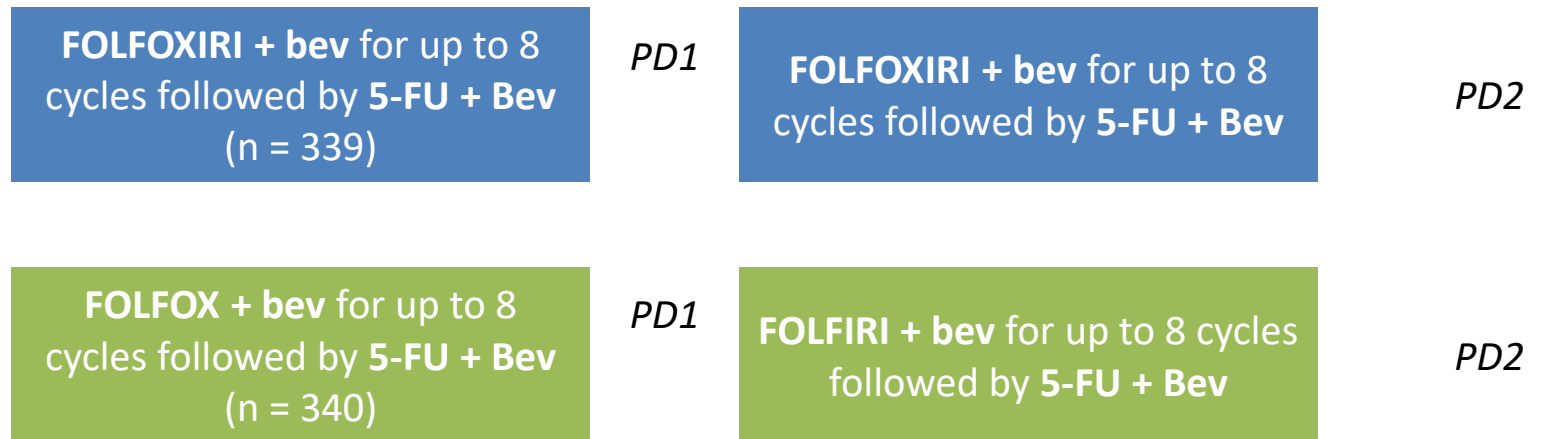 FOLFOXIRI + bev for up to 8
cycles followed by 5-FU + Bev
(n = 339)
PD1
FOLFOXIRI + bev for up to 8
cycles followed by 5-FU + Bev
PD2
FOLFOX + bev for up to 8
cycles followed by 5-FU + Bev
(n = 340)
PD1
FOLFIRI + bev for up to 8 cycles
followed by 5-FU + Bev
PD2